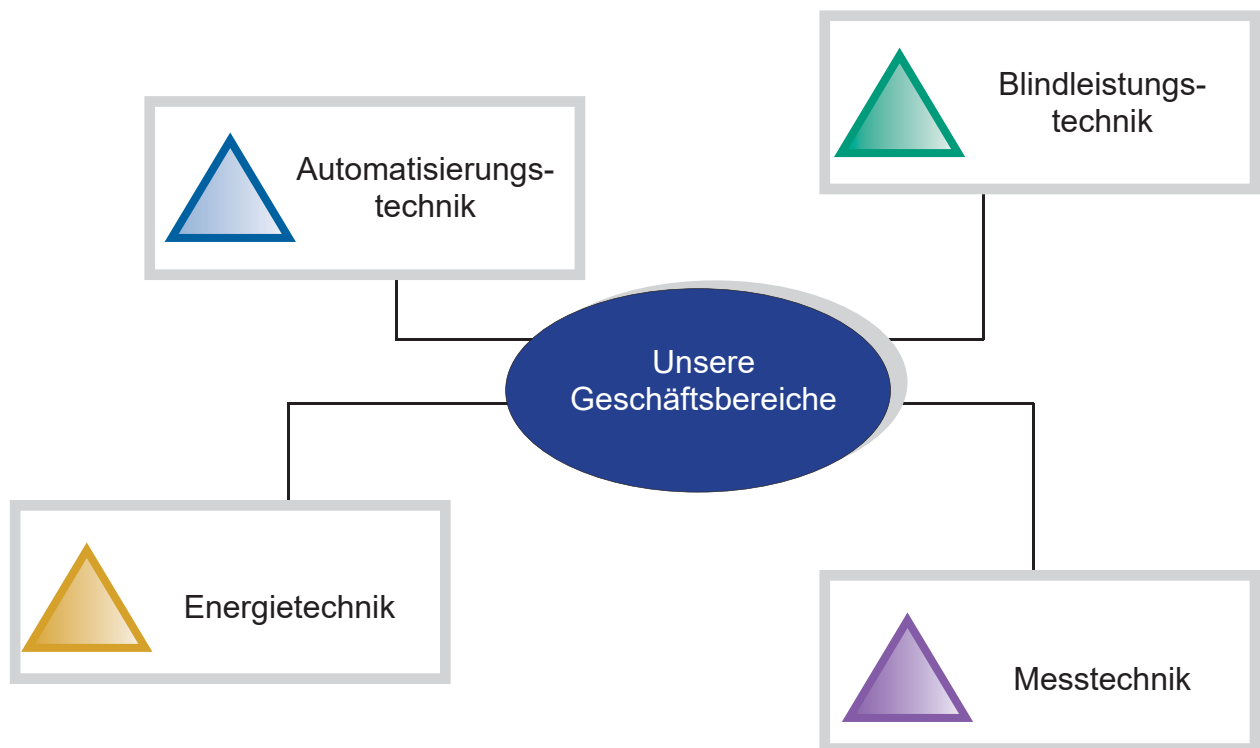 Blindleistungs-
technik
Automatisierungs-
technik
Unsere
Geschäftsbereiche
Energietechnik
Messtechnik